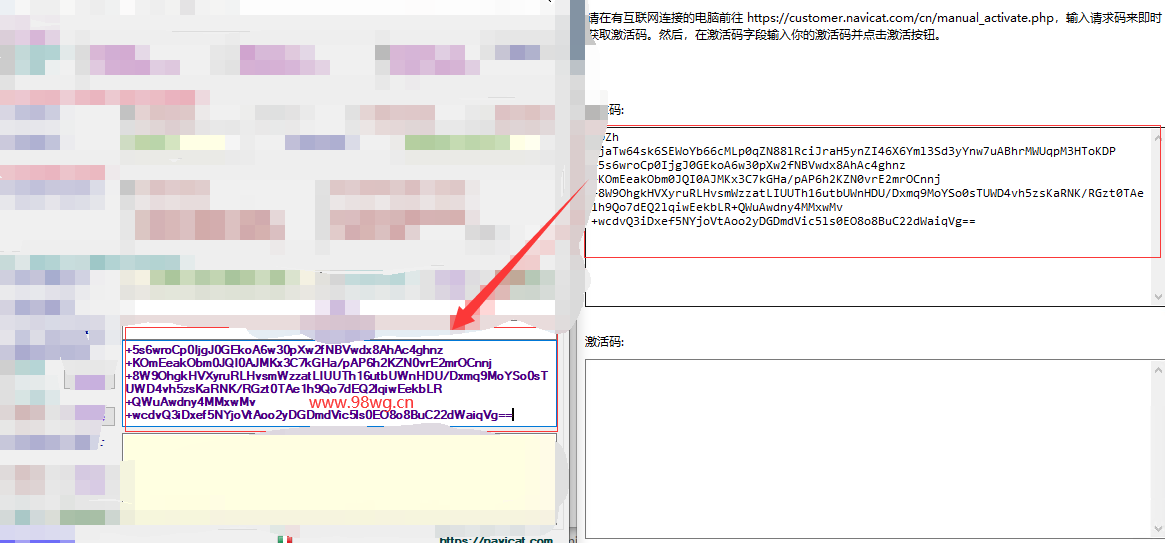 请在有互联网连接的电脑前往 https://customer.navicat.com/cn/manual_activate.php，输入请求码来即时
获取激活码。然后，在激活码字段输入你的激活码并点击激活按钮。
码:
Zh
jaTw64sk6SEWoYb66cMLp0qZN88lRciJraH5ynZI46X6Yml3Sd3yYnw7uABhrMWUqpM3HToKDP
+5s6wroCp0IjgJ0GEkoA6w30pXw2fNBVwdx8AhAc4ghnz
+KOmEeakObm0JQI0AJMKx3C7kGHa/pAP6h2KZN0vrE2mrOCnnj
+8W9OhgkHVXyruRLHvsmWzzatLIUUTh16utbUWnHDU/Dxmq9MoYSo0sTUWD4vh5zsKaRNK/RGzt0TAe
1h9Qo7dEQ2lqiwEekbLR+QWuAwdny4MMxwMv
+wcdvQ3iDxef5NYjoVtAoo2yDGDmdVic5ls0EO8o8BuC22dWaiqVg==
激活码:
+5s6wroCp0IjgJ0GEkoA6w30pXw2fNBVwdx8AhAc4ghnz
+KOmEeakObm0JQI0AJMKx3C7kGHa/pAP6h2KZN0vrE2mrOCnnj
+8W9OhgkHVXyruRLHvsmWzzatLIUUTh16utbUWnHDU/Dxmq9MoYSo0sT
UWD4vh5zsKaRNK/RGzt0TAe1h9Qo7dEQ2lqiwEekbLR
+QWuAwdny4MMxwMv
www.98wg.cn
+wcdvQ3iDxef5NYjoVtAoo2yDGDmdVic5ls0EO8o8BuC22dWaiqVg==
https://navicat.com